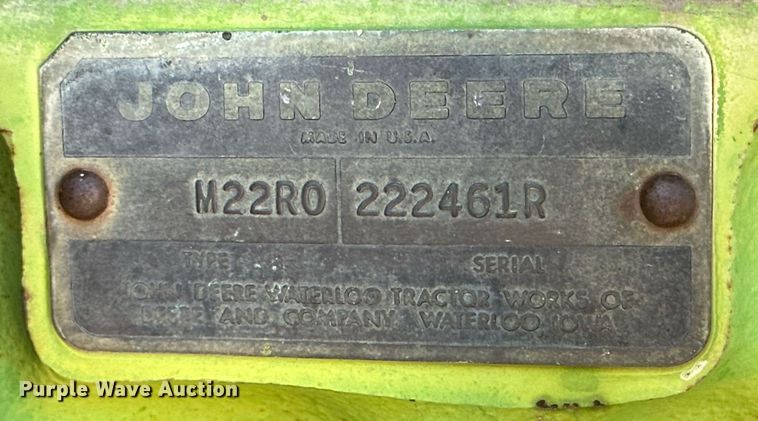 JOHN DEERE
MADE IN U.S.A.
M22R0 222461R
TYPE SERIAL
JOHN DEERE WATERLOO TRACTOR WORKS OF
DEERE AND COMPANY WATERLOO IOWA
Purple Wave Auction